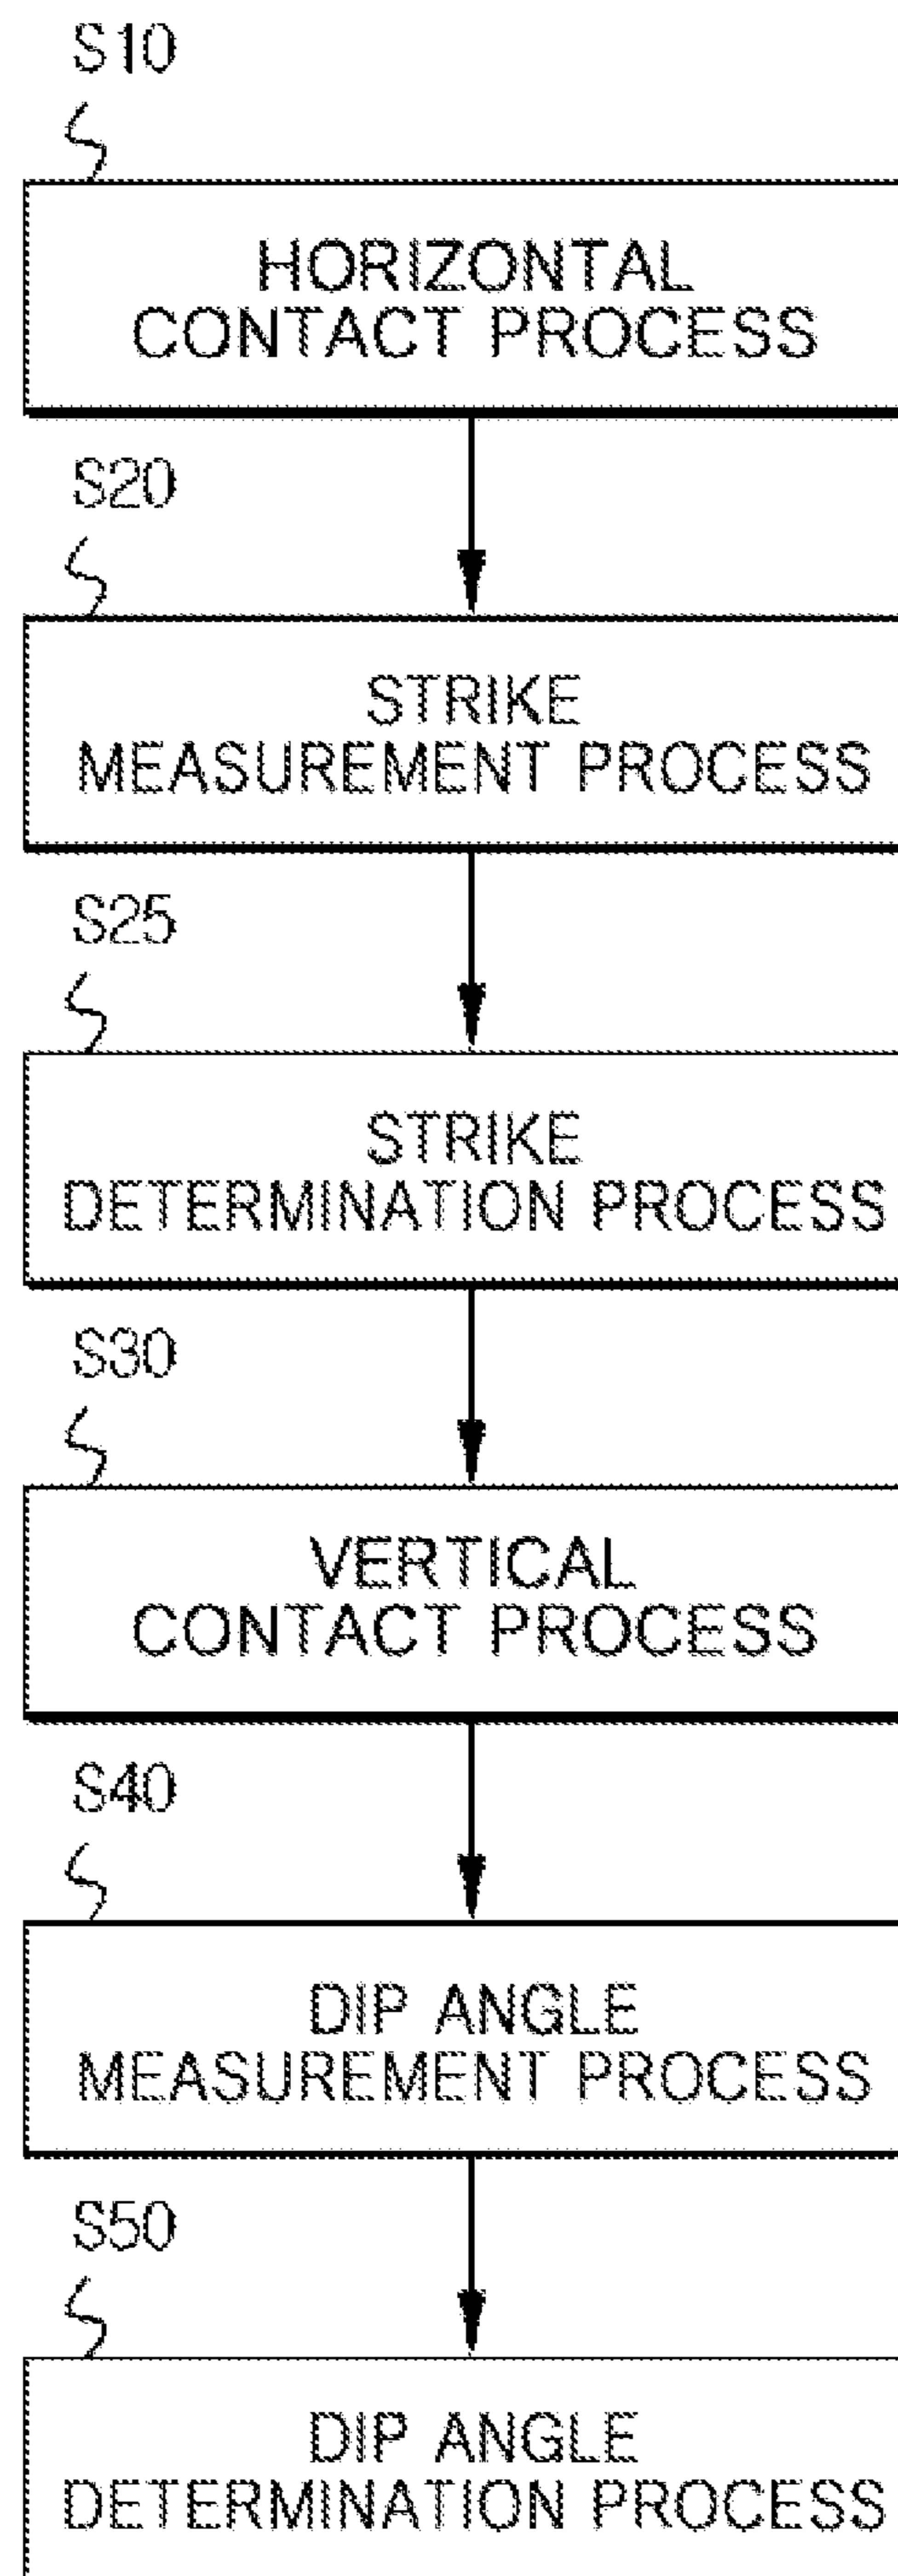 S10
HORIZONTAL
CONTACT PROCESS
S20
STRIKE
MEASUREMENT PROCESS
S25
STRIKE
DETERMINATION PROCESS
S30
VERTICAL
CONTACT PROCESS
S40
DIP ANGLE
MEASUREMENT PROCESS
S50
DIP ANGLE
DETERMINATION PROCESS